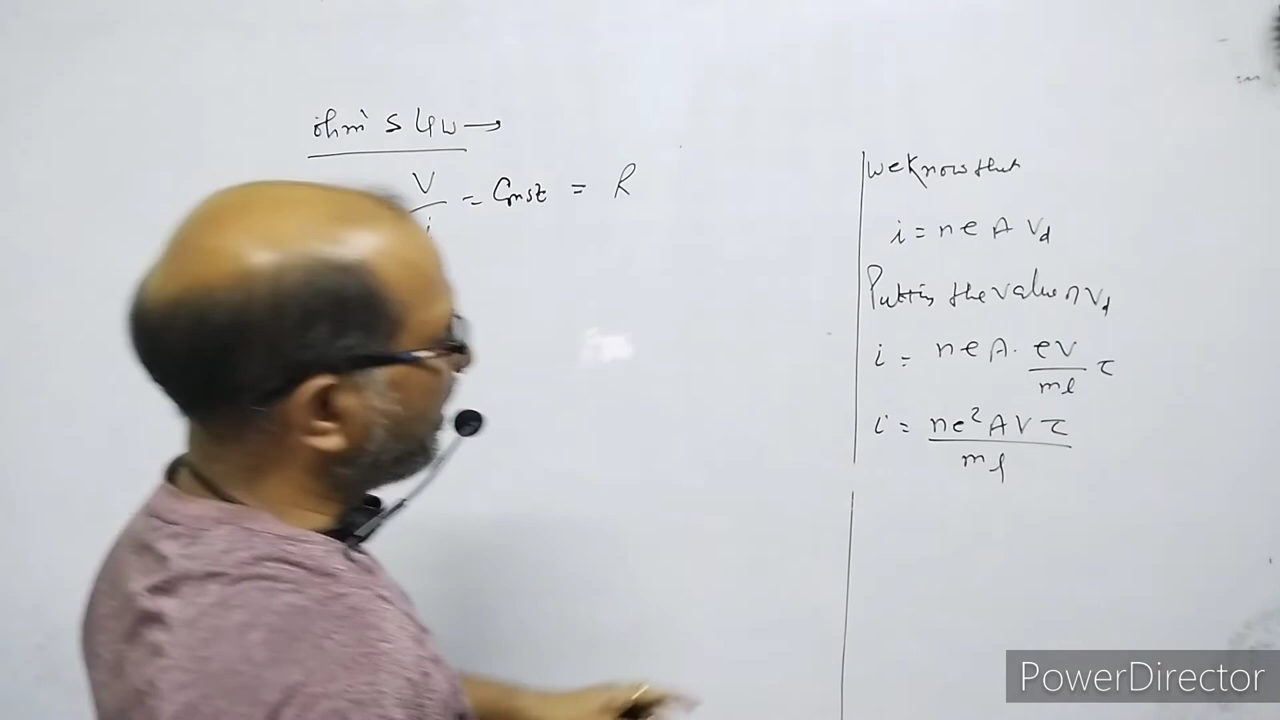 ohm's law →
V
— = Const = R
i
we know that
i = n e A Vd
Putting the value of Vd
i = n e A . eV/ml τ
i = ne²AVτ/ml
PowerDirector